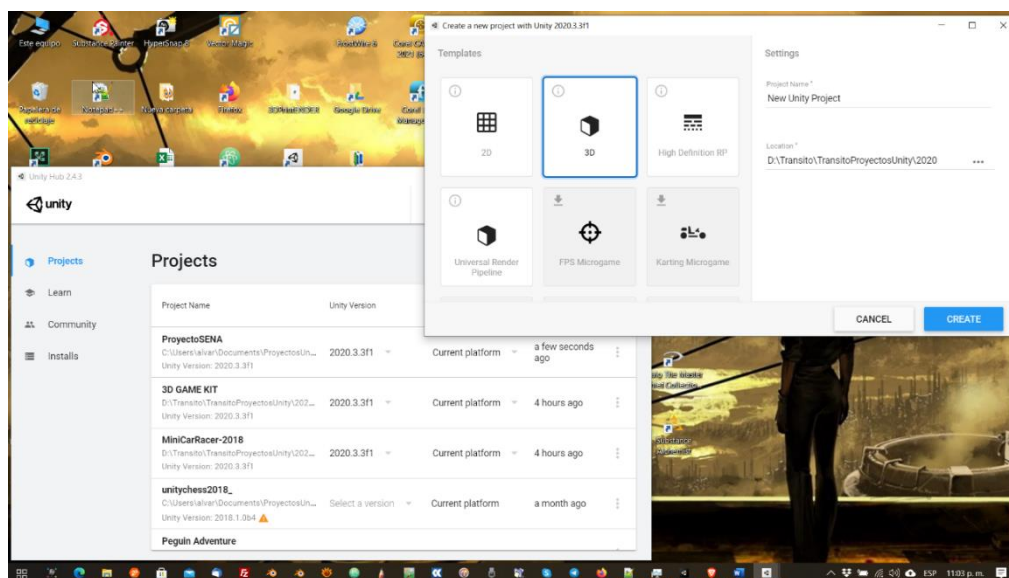 Este equipo
Substance Painter
HyperSnap 8
Vector Magic
FrostWire 6
Papelera de
reciclaje
Nueva carpeta
Firefox
Google Drive
Unity Hub 2.4.3
unity
Projects
Learn
Community
Installs
Projects
Project Name
Unity Version
ProyectoSENA
C:\Users\alvar\Documents\ProyectosUn...
Unity Version: 2020.3.3f1
2020.3.3f1
Current platform
a few seconds
ago
3D GAME KIT
D:\Transito\TransitoProyectosUnity\202...
Unity Version: 2020.3.3f1
2020.3.3f1
Current platform
4 hours ago
MiniCarRacer-2018
D:\Transito\TransitoProyectosUnity\202...
Unity Version: 2020.3.3f1
2020.3.3f1
Current platform
4 hours ago
unitychess2018_
C:\Users\alvar\Documents\ProyectosUn...
Unity Version: 2018.1.0b4
Select a version
Current platform
a month ago
Peguin Adventure
Create a new project with Unity 2020.3.3f1
Templates
2D
3D
High Definition RP
Universal Render
Pipeline
FPS Microgame
Karting Microgame
Settings
Project Name *
New Unity Project
Location *
D:\Transito\TransitoProyectosUnity\2020
CANCEL
CREATE
ESP
11:03 p. m.